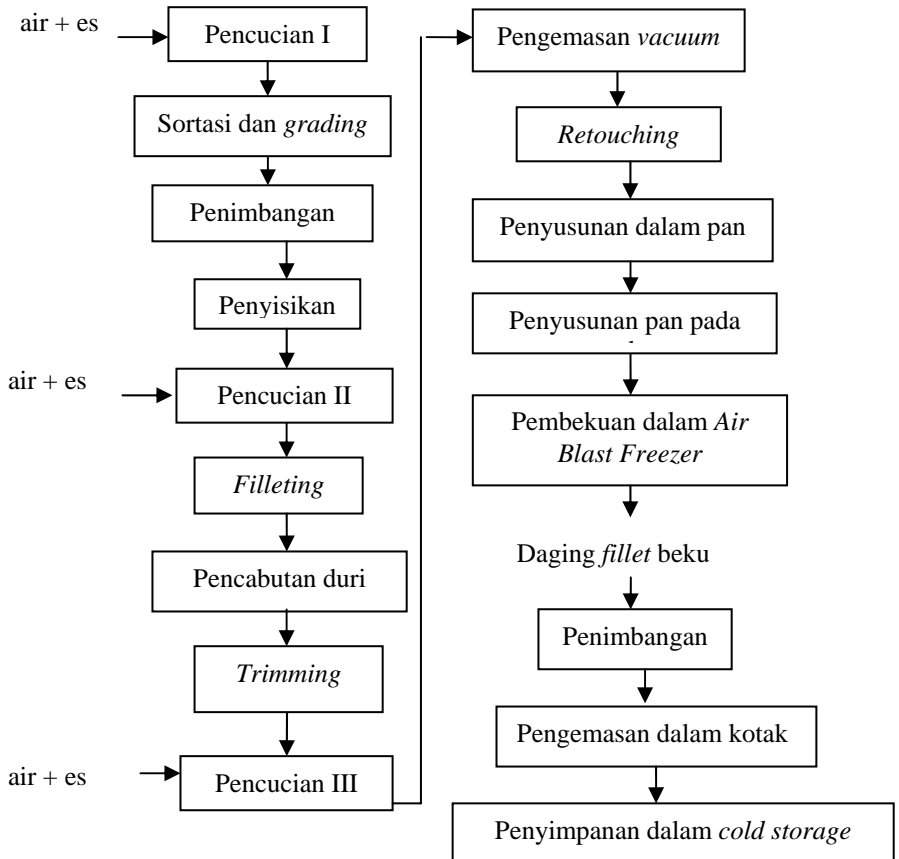 air + es
Pencucian I
Sortasi dan grading
Penimbangan
Penyisikan
air + es
Pencucian II
Filleting
Pencabutan duri
Trimming
air + es
Pencucian III
Pengemasan vacuum
Retouching
Penyusunan dalam pan
Penyusunan pan pada
Pembekuan dalam Air
Blast Freezer
Daging fillet beku
Penimbangan
Pengemasan dalam kotak
Penyimpanan dalam cold storage